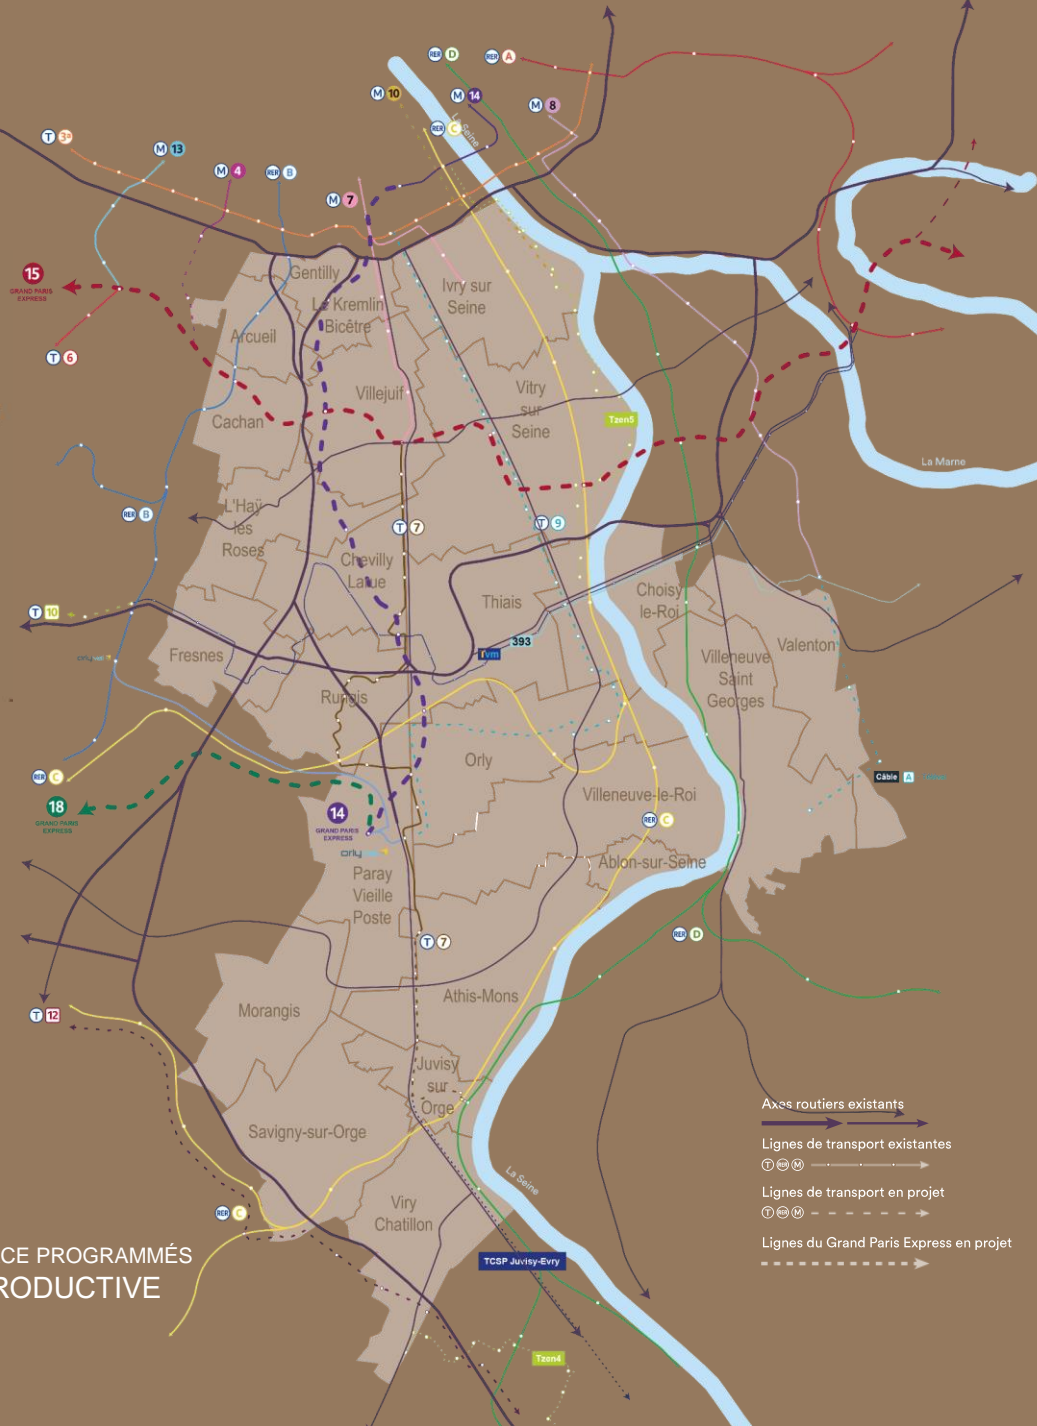 RER D
RER A
M 10
M 14
M 8
RER C
La Seine
T 3a
M 13
M 4
RER B
M 7
15
GRAND PARIS
EXPRESS
Gentilly
Le Kremlin
Bicêtre
Ivry sur
Seine
Arcueil
T 6
Villejuif
Vitry
sur
Seine
Cachan
Tzen5
La Marne
L'Haÿ
les
Roses
RER B
T 7
T 9
Chevilly
Larue
Thiais
Choisy
le-Roi
T 10
393
Tvm
Valenton
Fresnes
orlyval
Villeneuve
Saint
Georges
Rungis
Orly
RER C
Câble A
Villeneuve-le-Roi
18
GRAND PARIS
EXPRESS
14
GRAND PARIS
EXPRESS
RER C
orlyval
Ablon-sur-Seine
Paray
Vieille
Poste
RER D
T 7
Athis-Mons
Morangis
T 12
Juvisy
sur
Orge
Savigny-sur-Orge
La Seine
Viry
Chatillon
RER C
TCSP Juvisy-Evry
Tzen4
CE PROGRAMMÉS
RODUCTIVE
Axes routiers existants
Lignes de transport existantes
T RER M
Lignes de transport en projet
T RER M
Lignes du Grand Paris Express en projet